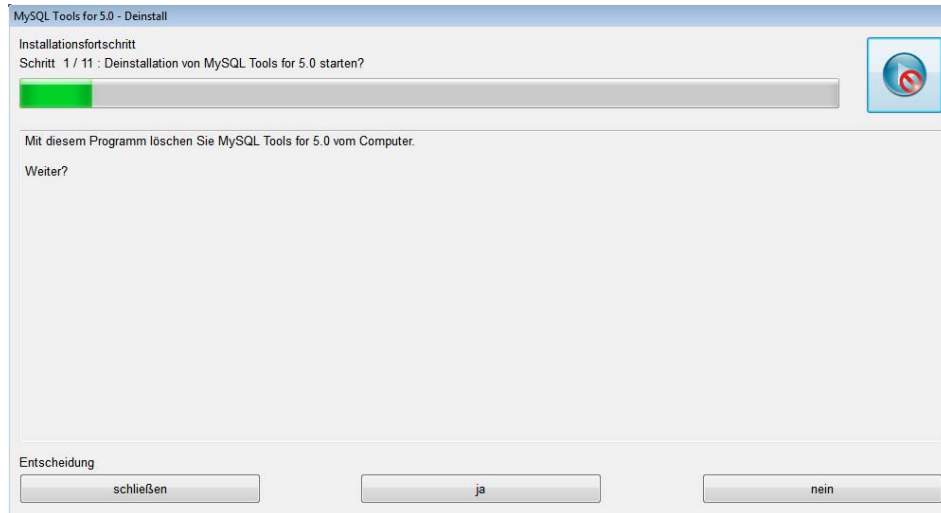 MySQL Tools for 5.0 - Deinstall
Installationsfortschritt
Schritt 1 / 11 : Deinstallation von MySQL Tools for 5.0 starten?
Mit diesem Programm löschen Sie MySQL Tools for 5.0 vom Computer.
Weiter?
Entscheidung
schließen
ja
nein